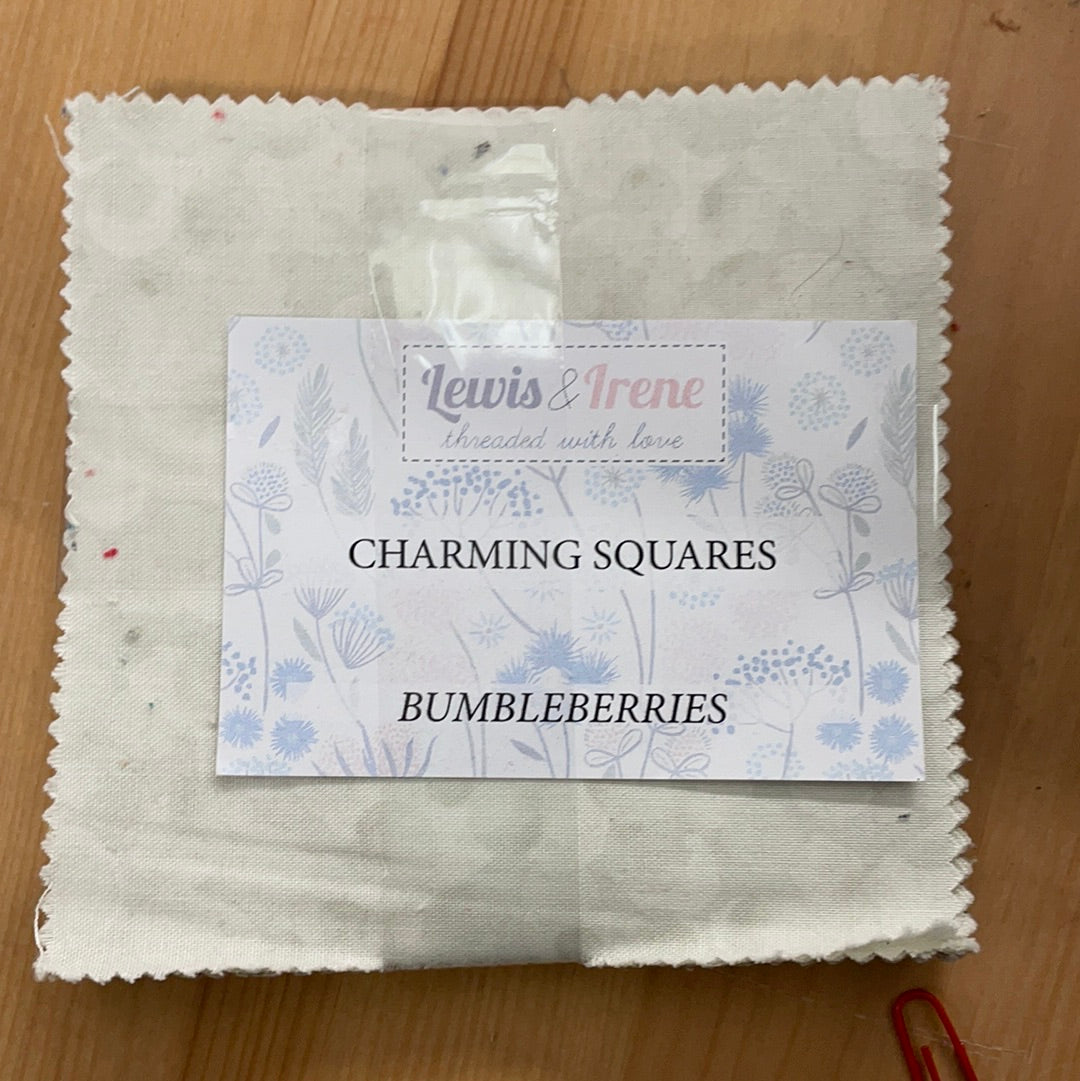 Lewis & Irene
threaded with love
CHARMING SQUARES
BUMBLEBERRIES